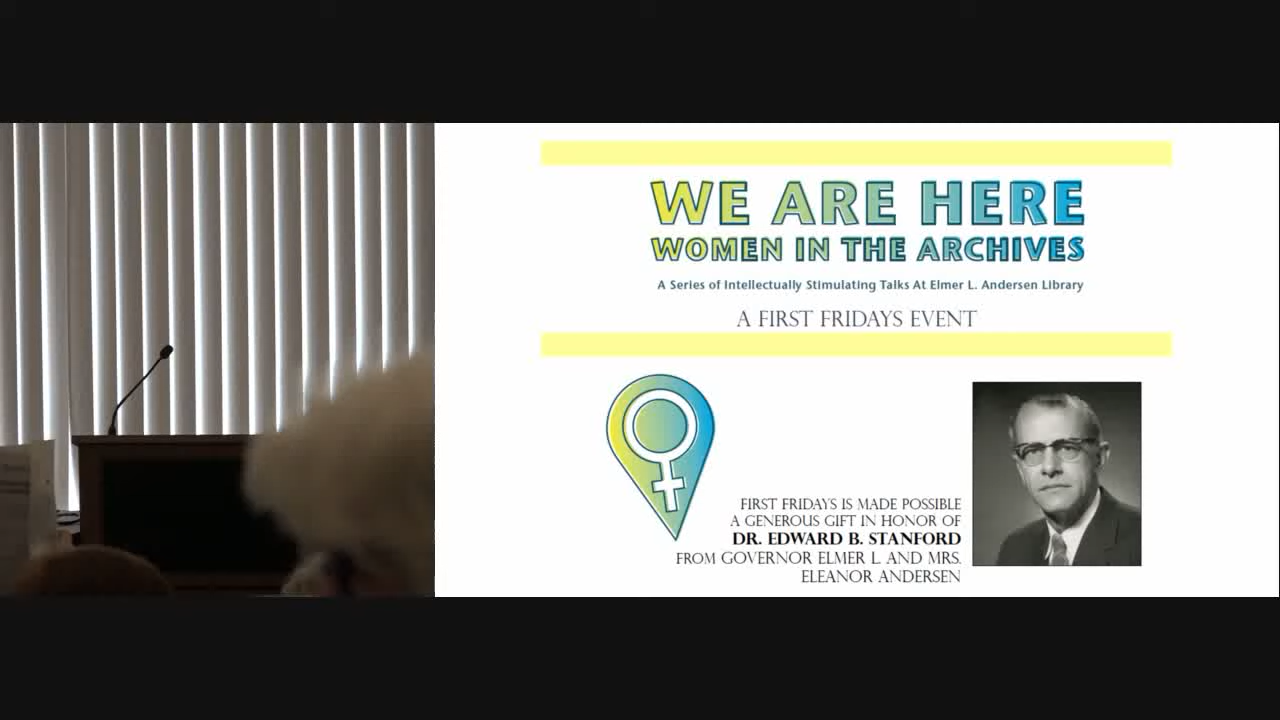 WE ARE HERE
WOMEN IN THE ARCHIVES
A Series of Intellectually Stimulating Talks At Elmer L. Andersen Library
A FIRST FRIDAYS EVENT
FIRST FRIDAYS IS MADE POSSIBLE
A GENEROUS GIFT IN HONOR OF
DR. EDWARD B. STANFORD
FROM GOVERNOR ELMER L. AND MRS.
ELEANOR ANDERSEN